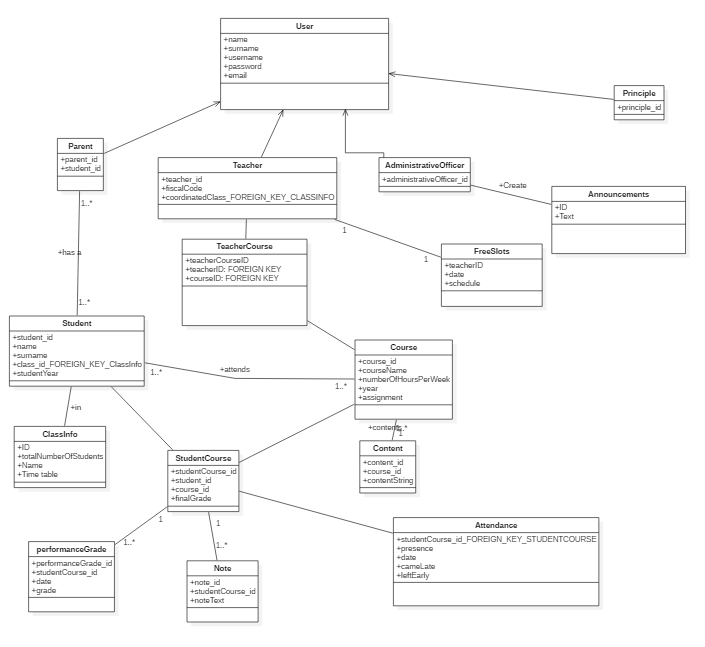 User
+name
+surname
+username
+password
+email
Principle
+principle_id
Parent
+parent_id
+student_id
Teacher
+teacher_id
+fiscalCode
+coordinatedClass_FOREIGN_KEY_CLASSINFO
AdministrativeOfficer
+administrativeOfficer_id
+Create
Announcements
+ID
+Text
1..*
+has a
1..*
1
1
TeacherCourse
+teacherCourseID
+teacherID: FOREIGN KEY
+courseID: FOREIGN KEY
FreeSlots
+teacherID
+date
+schedule
Student
+student_id
+name
+surname
+class_id_FOREIGN_KEY_ClassInfo
+studentYear
1..*
+attends
1..*
Course
+course_id
+courseName
+numberOfHoursPerWeek
+year
+assignment
+in
1
ClassInfo
+ID
+totalNumberOfStudents
+Name
+Time table
Content
+content_id
+course_id
+contentString
StudentCourse
+studentCourse_id
+student_id
+course_id
+finalGrade
1
1..*
1
1..*
performanceGrade
+performanceGrade_id
+studentCourse_id
+date
+grade
Note
+note_id
+studentCourse_id
+noteText
Attendance
+studentCourse_id_FOREIGN_KEY_STUDENTCOURSE
+presence
+date
+cameLate
+leftEarly